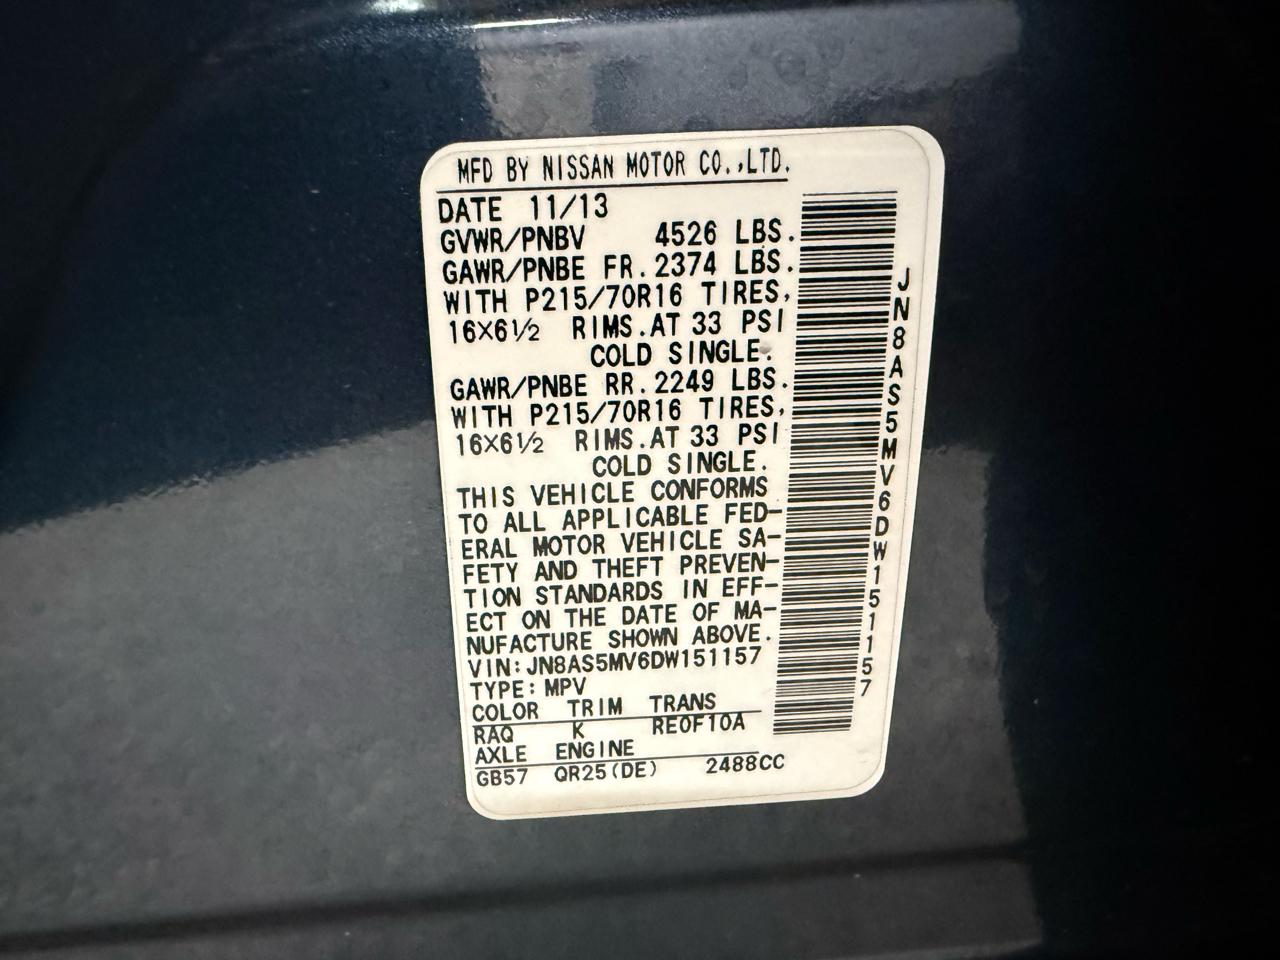 MFD BY NISSAN MOTOR CO.,LTD.
DATE 11/13
GVWR/PNBV 4526 LBS.
GAWR/PNBE FR. 2374 LBS.
WITH P215/70R16 TIRES,
16×6½ RIMS. AT 33 PSI
COLD SINGLE.
GAWR/PNBE RR. 2249 LBS.
WITH P215/70R16 TIRES,
16×6½ RIMS. AT 33 PSI
COLD SINGLE.
THIS VEHICLE CONFORMS
TO ALL APPLICABLE FED-
ERAL MOTOR VEHICLE SA-
FETY AND THEFT PREVEN-
TION STANDARDS IN EFF-
ECT ON THE DATE OF MA-
NUFACTURE SHOWN ABOVE.
VIN: JN8AS5MV6DW151157
TYPE: MPV
COLOR TRIM TRANS
RAQ K RE0F10A
AXLE ENGINE
GB57 QR25(DE) 2488CC
JN8AS5MV6DW151157